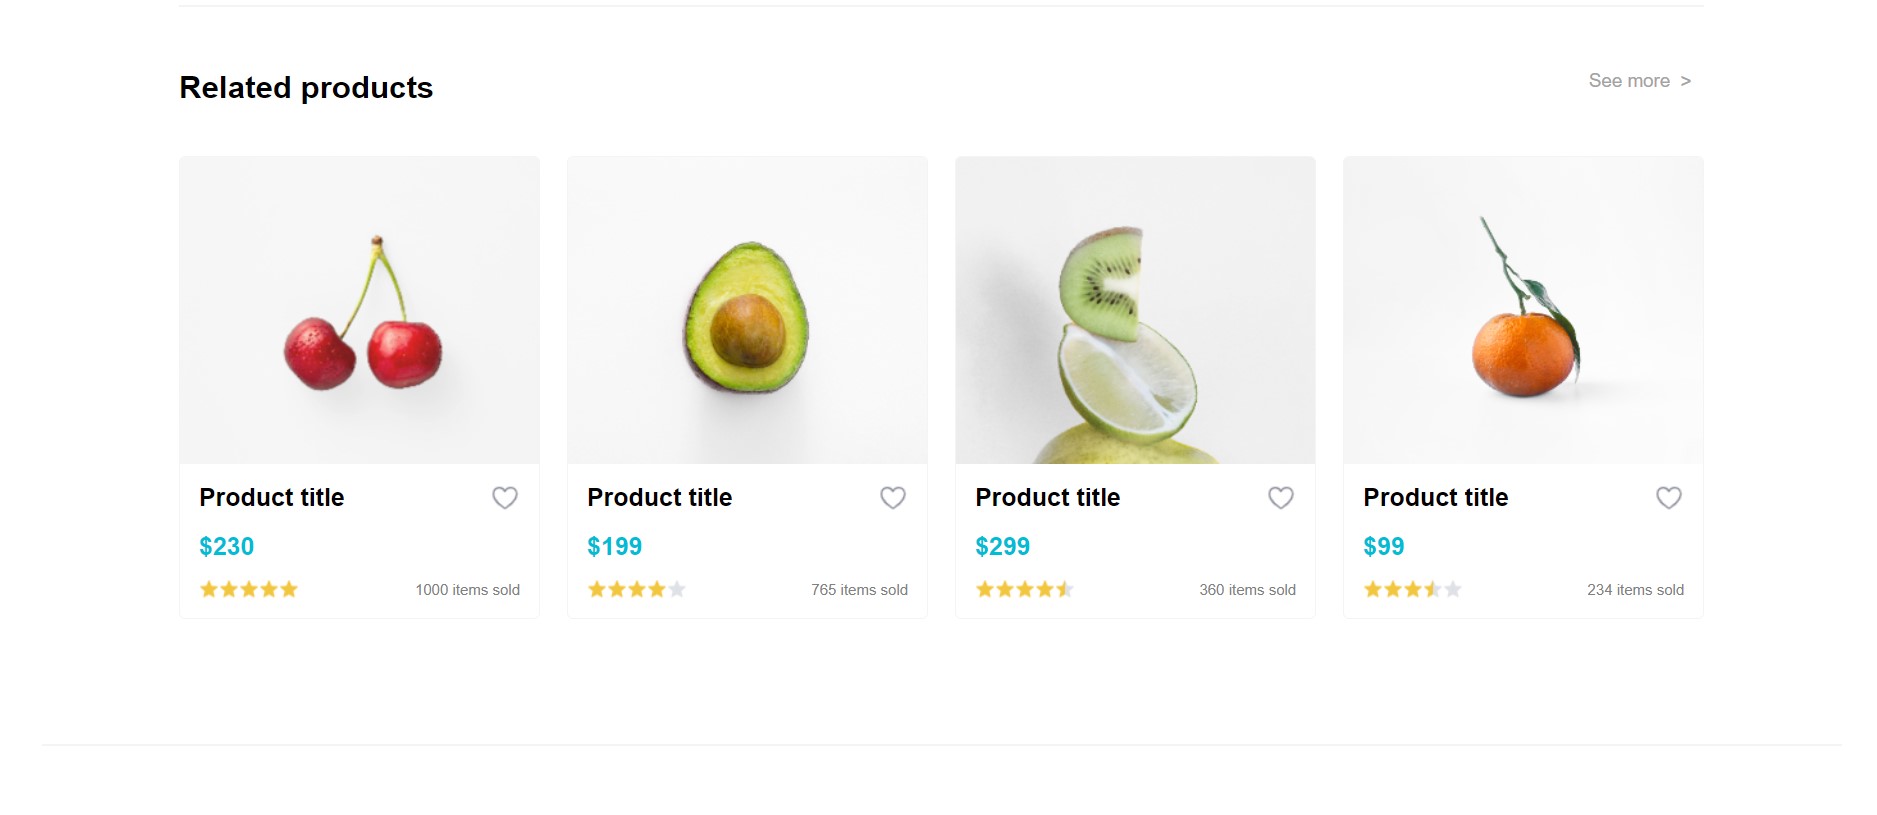 Related products
See more >
Product title
$230
1000 items sold
Product title
$199
765 items sold
Product title
$299
360 items sold
Product title
$99
234 items sold